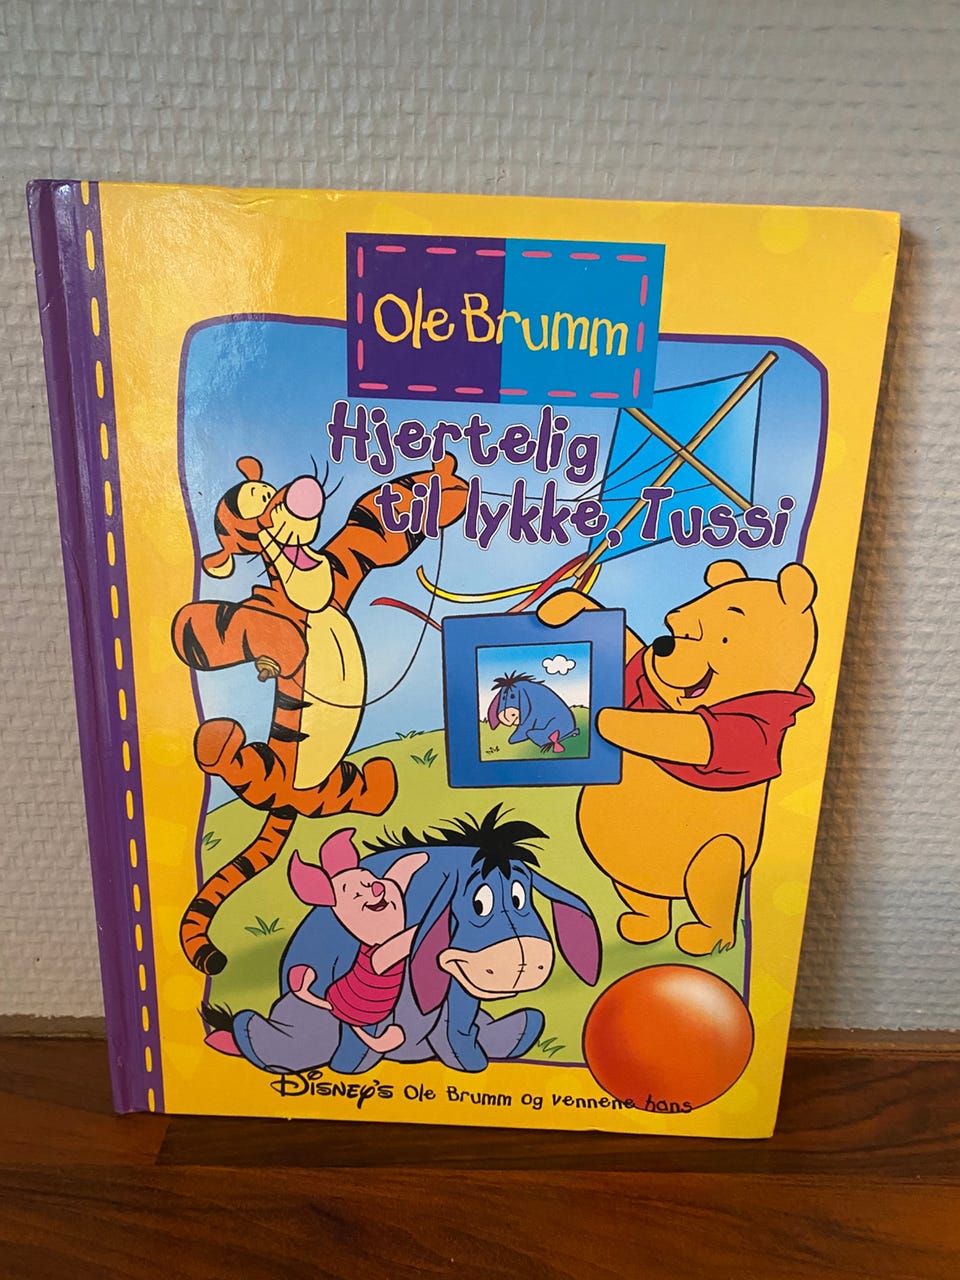 Ole Brumm
Hjertelig
til lykke, Tussi
Disney's Ole Brumm og vennene hans